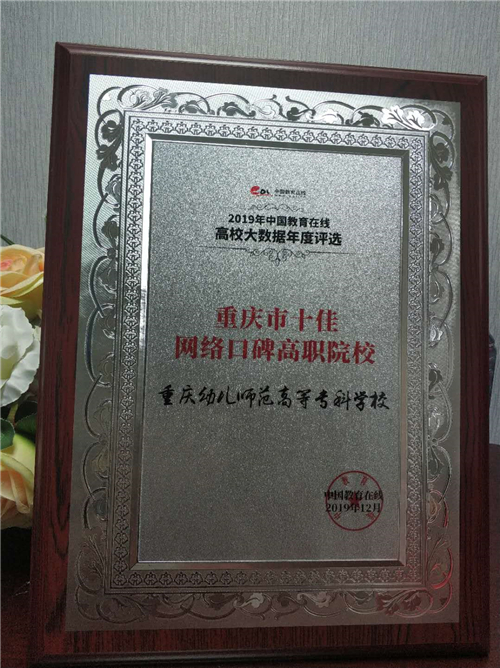 中国教育在线
2019年中国教育在线
高校大数据年度评选
重庆市十佳
网络口碑高职院校
重庆幼儿师范高等专科学校
中国教育在线
2019年12月